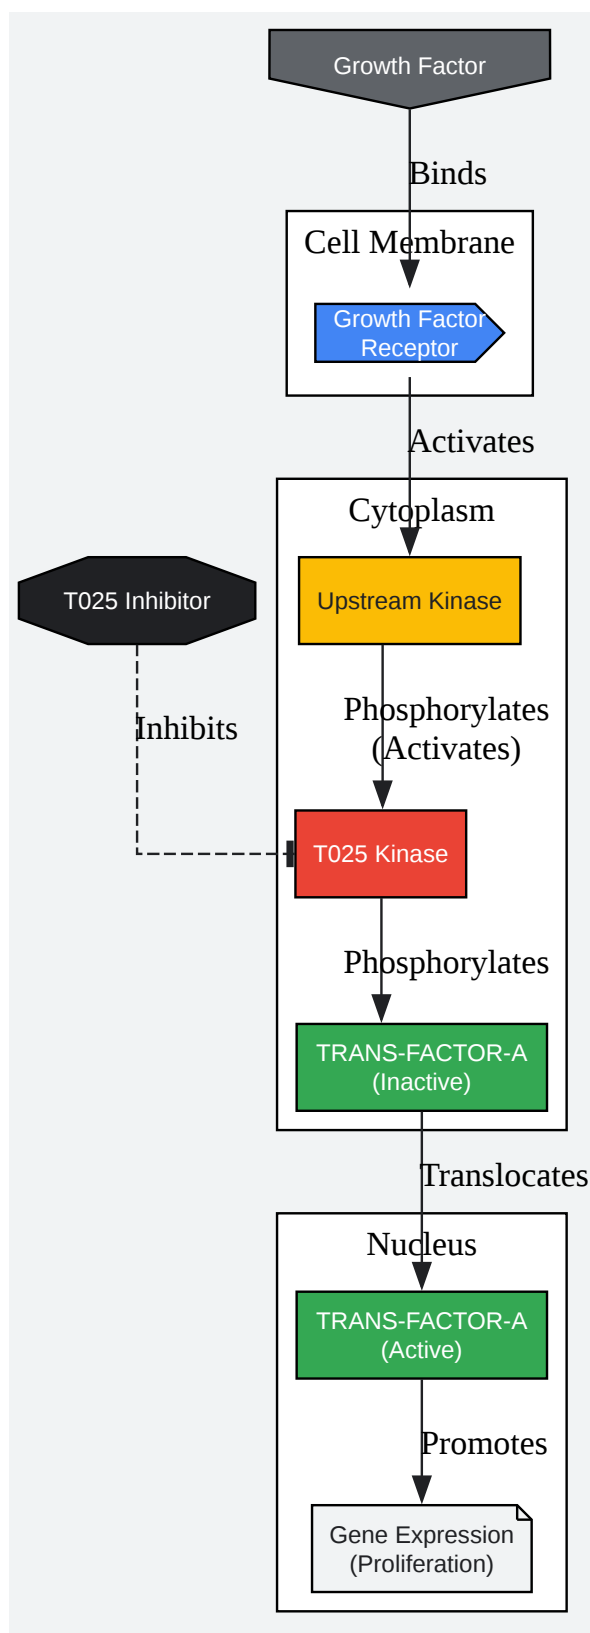 Growth Factor
Binds
Cell Membrane
Growth Factor
Receptor
Activates
Cytoplasm
T025 Inhibitor
Upstream Kinase
Inhibits
Phosphorylates
(Activates)
T025 Kinase
Phosphorylates
TRANS-FACTOR-A
(Inactive)
Translocates
Nucleus
TRANS-FACTOR-A
(Active)
Promotes
Gene Expression
(Proliferation)